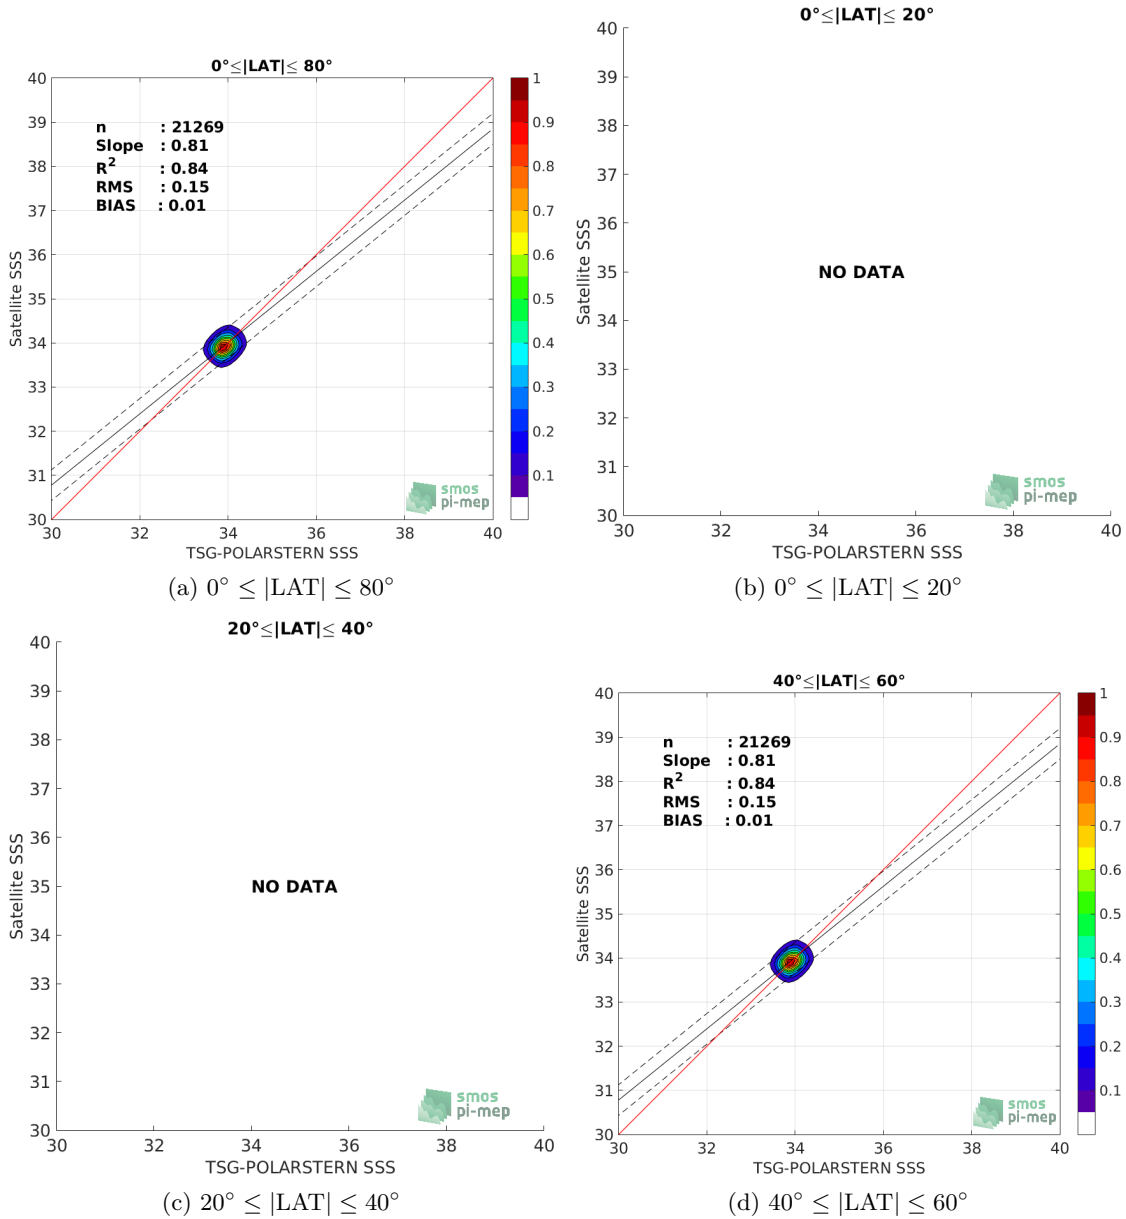 0°≤|LAT|≤ 80°
40
39
38
37
36
35
34
33
32
31
30
n : 21269
Slope : 0.81
R2 : 0.84
RMS : 0.15
BIAS : 0.01
1
0.9
0.8
0.7
0.6
0.5
0.4
0.3
0.2
0.1
Satellite SSS
smos
pi-mep
30 32 34 36 38 40
TSG-POLARSTERN SSS
(a) 0° ≤ |LAT| ≤ 80°
0°≤|LAT|≤ 20°
40
39
38
37
36
35
34
33
32
31
30
Satellite SSS
NO DATA
smos
pi-mep
30 32 34 36 38 40
TSG-POLARSTERN SSS
(b) 0° ≤ |LAT| ≤ 20°
20°≤|LAT|≤ 40°
40
39
38
37
36
35
34
33
32
31
30
Satellite SSS
NO DATA
smos
pi-mep
30 32 34 36 38 40
TSG-POLARSTERN SSS
(c) 20° ≤ |LAT| ≤ 40°
40°≤|LAT|≤ 60°
40
39
38
37
36
35
34
33
32
31
30
n : 21269
Slope : 0.81
R2 : 0.84
RMS : 0.15
BIAS : 0.01
1
0.9
0.8
0.7
0.6
0.5
0.4
0.3
0.2
0.1
Satellite SSS
smos
pi-mep
30 32 34 36 38 40
TSG-POLARSTERN SSS
(d) 40° ≤ |LAT| ≤ 60°